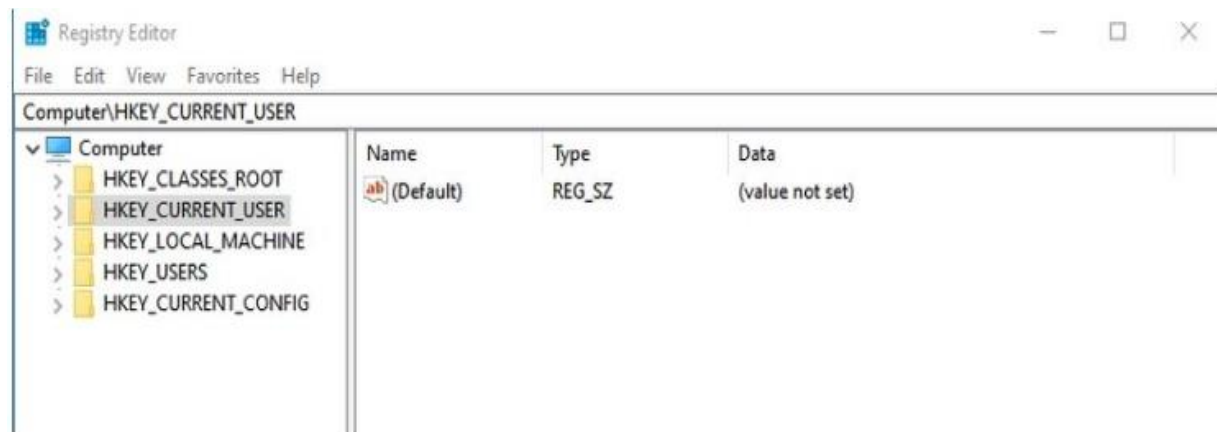 Registry Editor
File Edit View Favorites Help
Computer\HKEY_CURRENT_USER
Computer
HKEY_CLASSES_ROOT
HKEY_CURRENT_USER
HKEY_LOCAL_MACHINE
HKEY_USERS
HKEY_CURRENT_CONFIG
Name Type Data
ab (Default) REG_SZ (value not set)